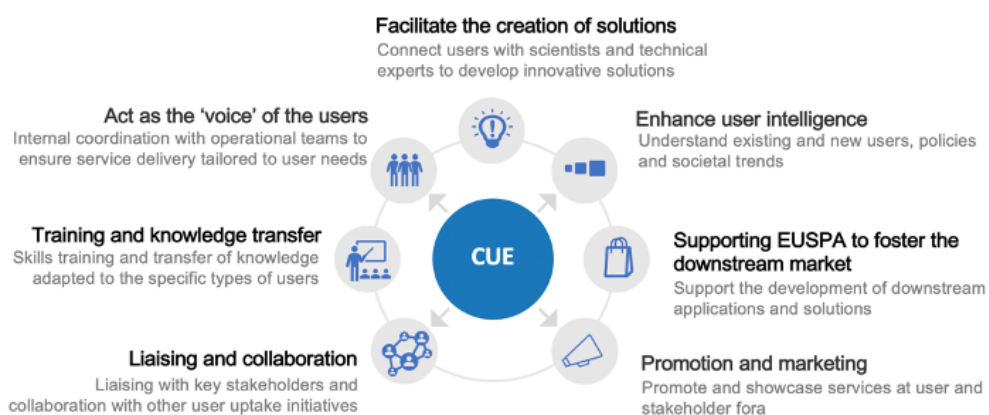 Facilitate the creation of solutions
Connect users with scientists and technical
experts to develop innovative solutions
Act as the ‘voice’ of the users
Internal coordination with operational teams to
ensure service delivery tailored to user needs
Enhance user intelligence
Understand existing and new users, policies
and societal trends
Training and knowledge transfer
Skills training and transfer of knowledge
adapted to the specific types of users
CUE
Supporting EUSPA to foster the
downstream market
Support the development of downstream
applications and solutions
Liaising and collaboration
Liaising with key stakeholders and
collaboration with other user uptake initiatives
Promotion and marketing
Promote and showcase services at user and
stakeholder fora